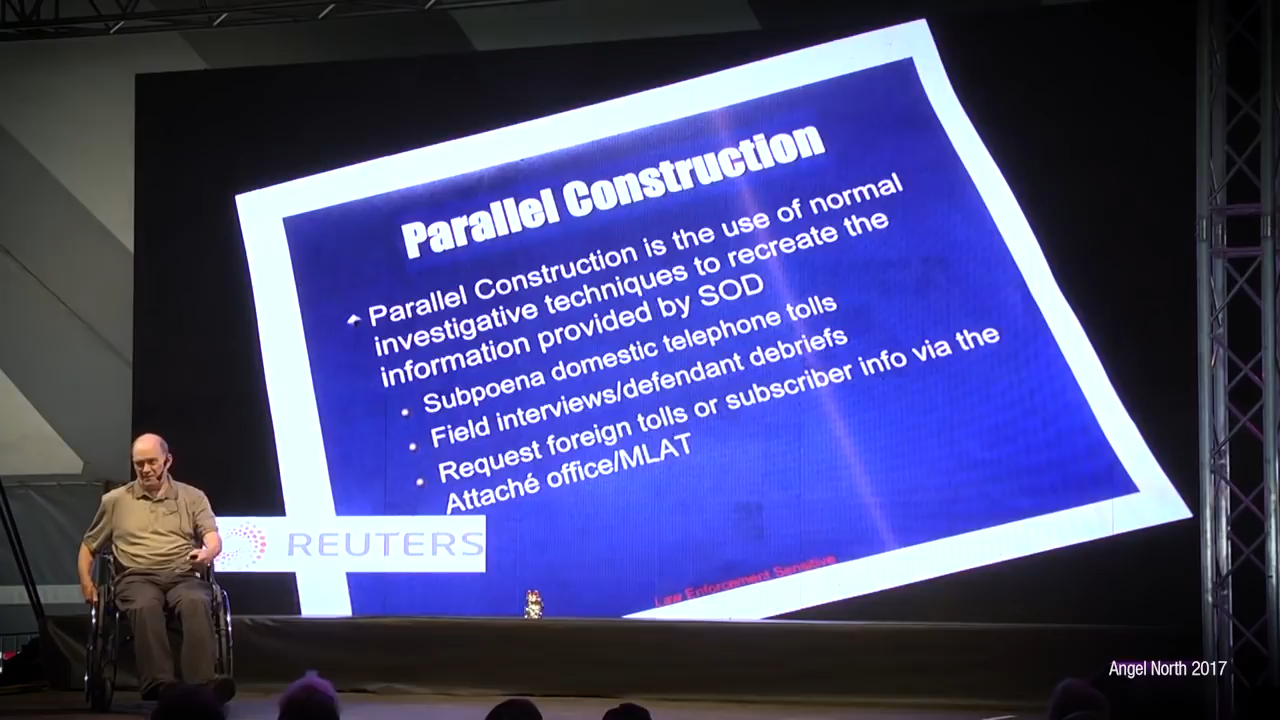 Parallel Construction
Parallel Construction is the use of normal
investigative techniques to recreate the
information provided by SOD
Subpoena domestic telephone tolls
Field interviews/defendant debriefs
Request foreign tolls or subscriber info via the
Attaché office/MLAT
REUTERS
Law Enforcement Sensitive
Angel North 2017